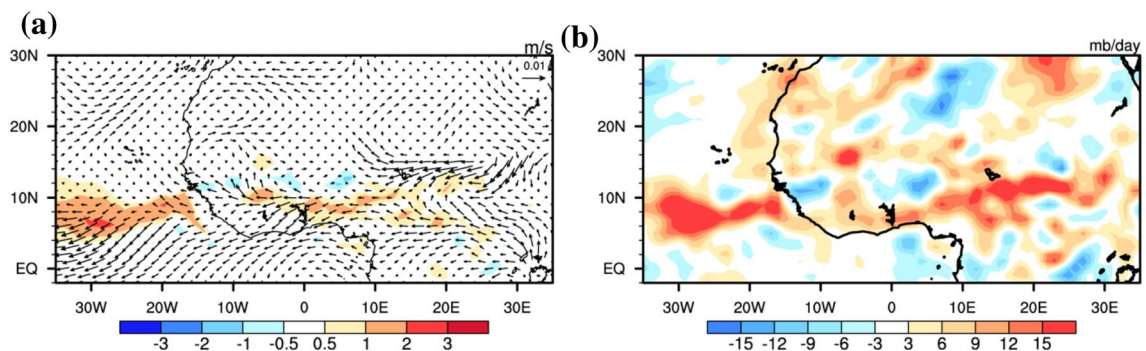 (a)
m/s
0.01
30N
20N
10N
EQ
30W 20W 10W 0 10E 20E 30E
-3 -2 -1 -0.5 0.5 1 2 3
(b)
mb/day
30N
20N
10N
EQ
30W 20W 10W 0 10E 20E 30E
-15 -12 -9 -6 -3 3 6 9 12 15